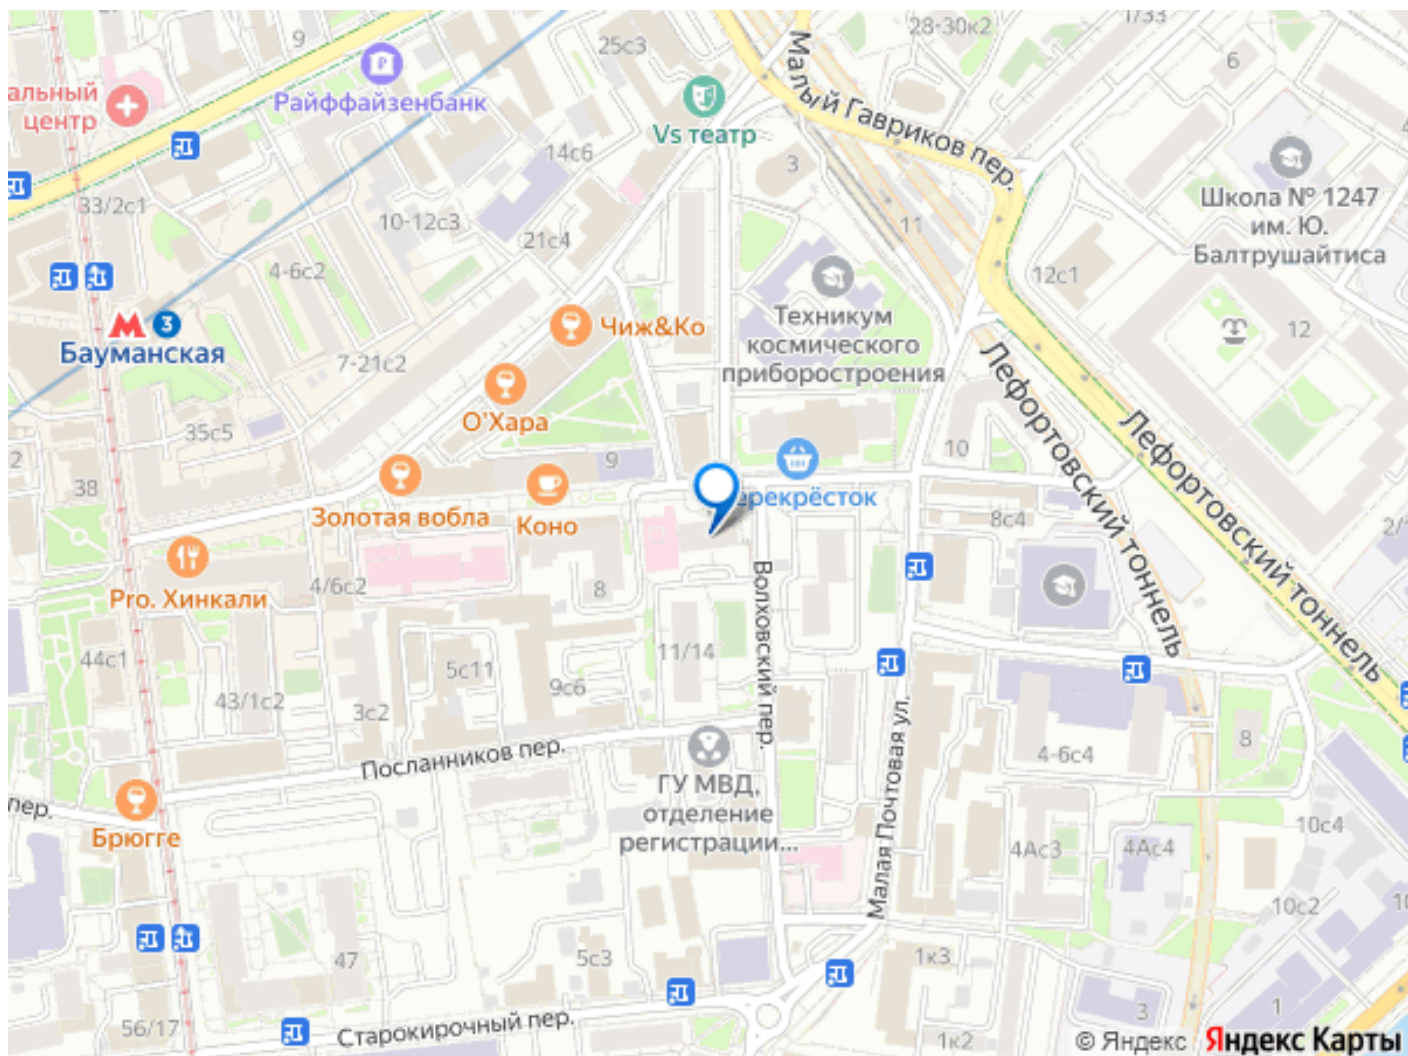 9
25с3
28-30к2
1/33
6
альный
центр
Райффайзенбанк
Vs театр
Малый Гавриков пер.
14с6
3
33/2с1
10-12с3
21с4
11
Школа № 1247
им. Ю.
Балтрушайтиса
4-6с2
12с1
12
3
Бауманская
7-21с2
Чиж&Ко
Техникум
космического
приборостроения
О'Хара
35с5
2
38
9
10
Лефортовский тоннель
Лефортовский тоннель
Золотая вобла
Коно
ерекрёсток
8с4
2/
Pro. Хинкали
4/6с2
8
Волховский пер.
44с1
43/1с2
5с11
11/14
3с2
9с6
Малая Почтовая ул.
8
4-6с4
Посланников пер.
ГУ МВД,
отделение
регистрации...
пер.
Брюгге
4Ас3
4Ас4
10с4
10с2
10
47
5с3
1к3
56/17
Старокирочный пер.
1к2
3
1
© Яндекс Яндекс Карты